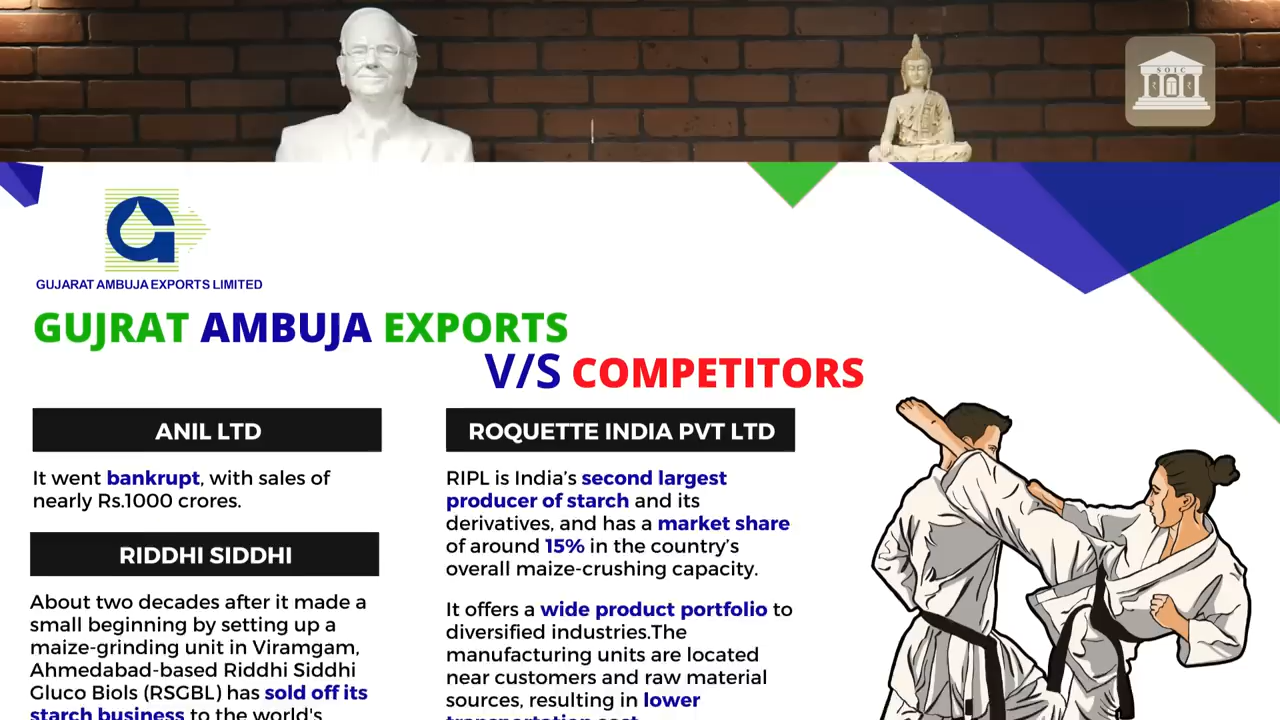 SOIC
GUJARAT AMBUJA EXPORTS LIMITED
GUJRAT AMBUJA EXPORTS
V/S COMPETITORS
ANIL LTD
It went bankrupt, with sales of
nearly Rs.1000 crores.
RIDDHI SIDDHI
About two decades after it made a
small beginning by setting up a
maize-grinding unit in Viramgam,
Ahmedabad-based Riddhi Siddhi
Gluco Biols (RSGBL) has sold off its
starch business to the world's
ROQUETTE INDIA PVT LTD
RIPL is India’s second largest
producer of starch and its
derivatives, and has a market share
of around 15% in the country’s
overall maize-crushing capacity.
It offers a wide product portfolio to
diversified industries.The
manufacturing units are located
near customers and raw material
sources, resulting in lower
transportation cost